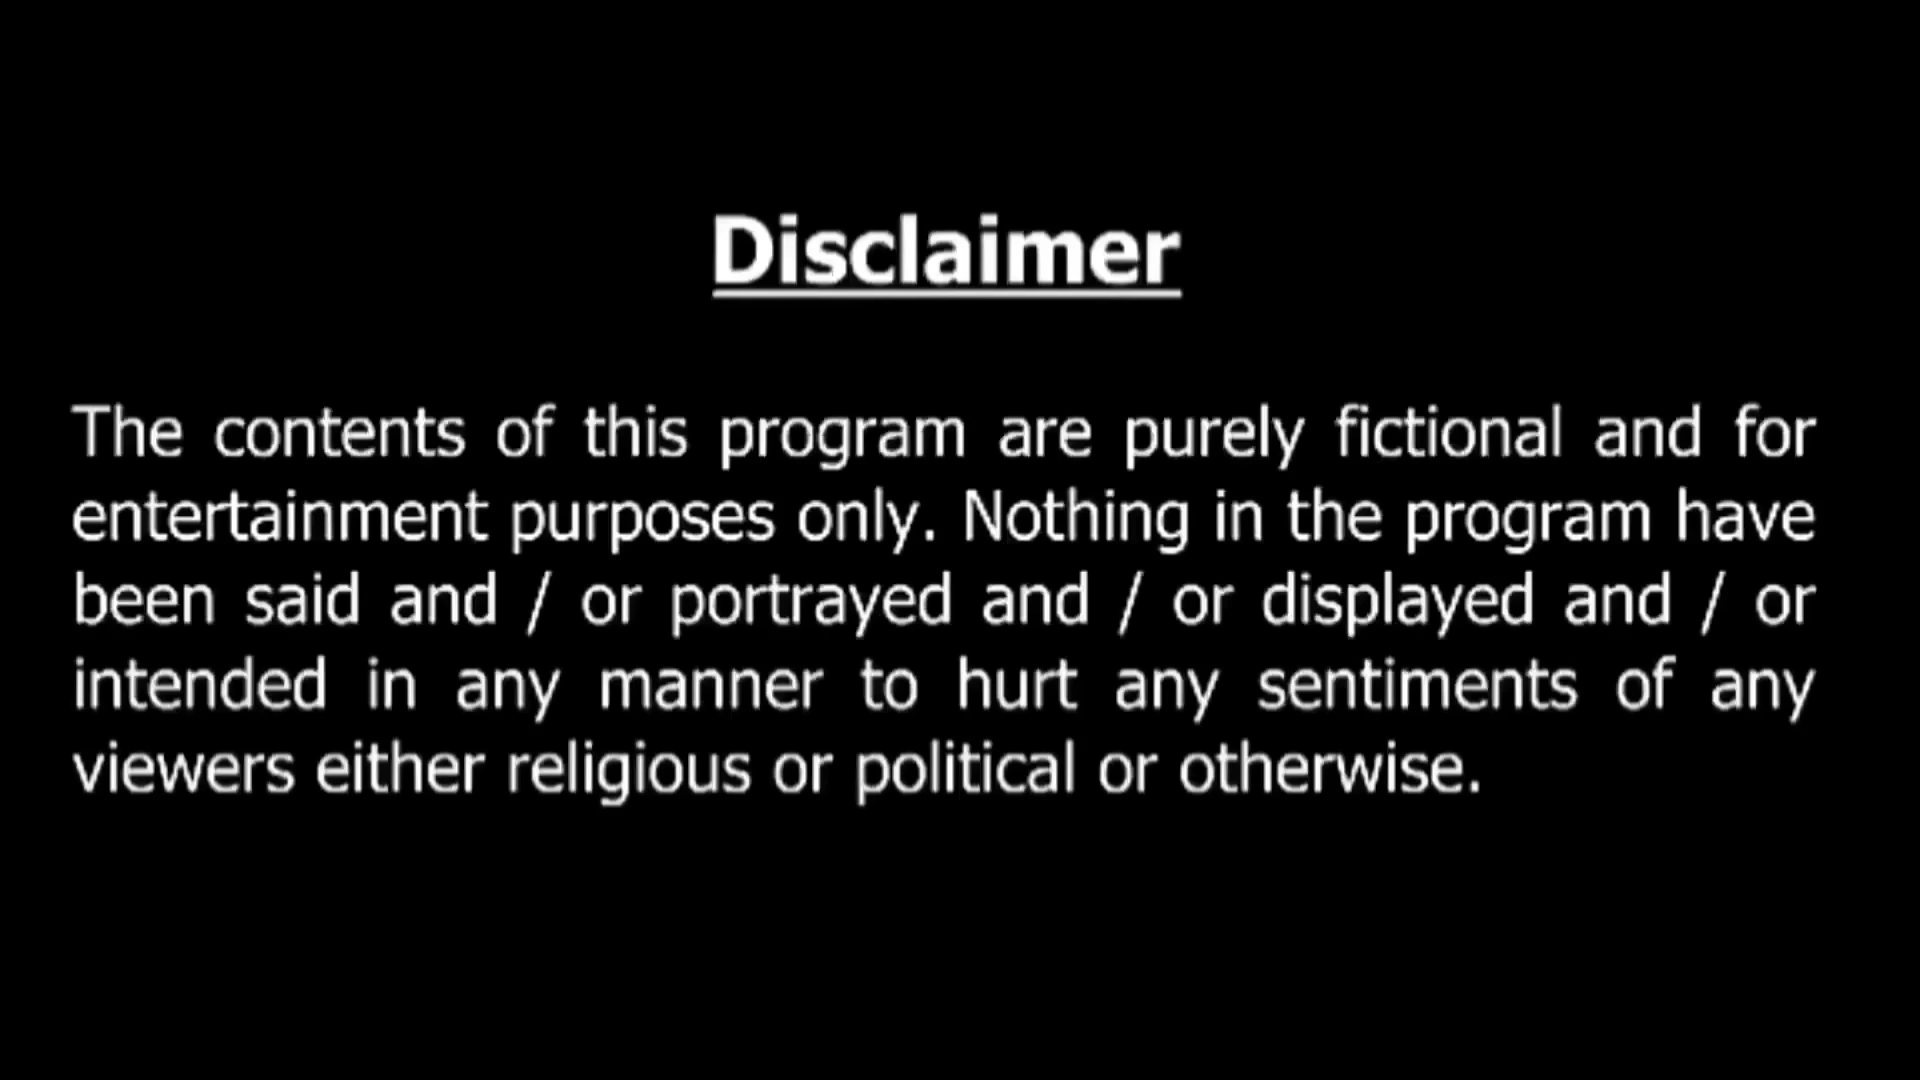 Disclaimer
The contents of this program are purely fictional and for
entertainment purposes only. Nothing in the program have
been said and / or portrayed and / or displayed and / or
intended in any manner to hurt any sentiments of any
viewers either religious or political or otherwise.